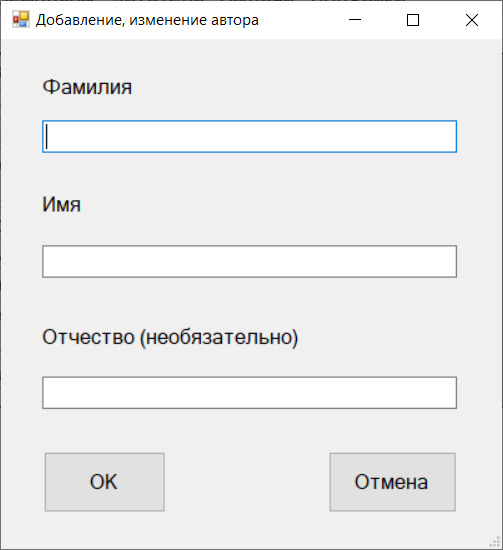 Добавление, изменение автора
Фамилия
Имя
Отчество (необязательно)
OK
Отмена